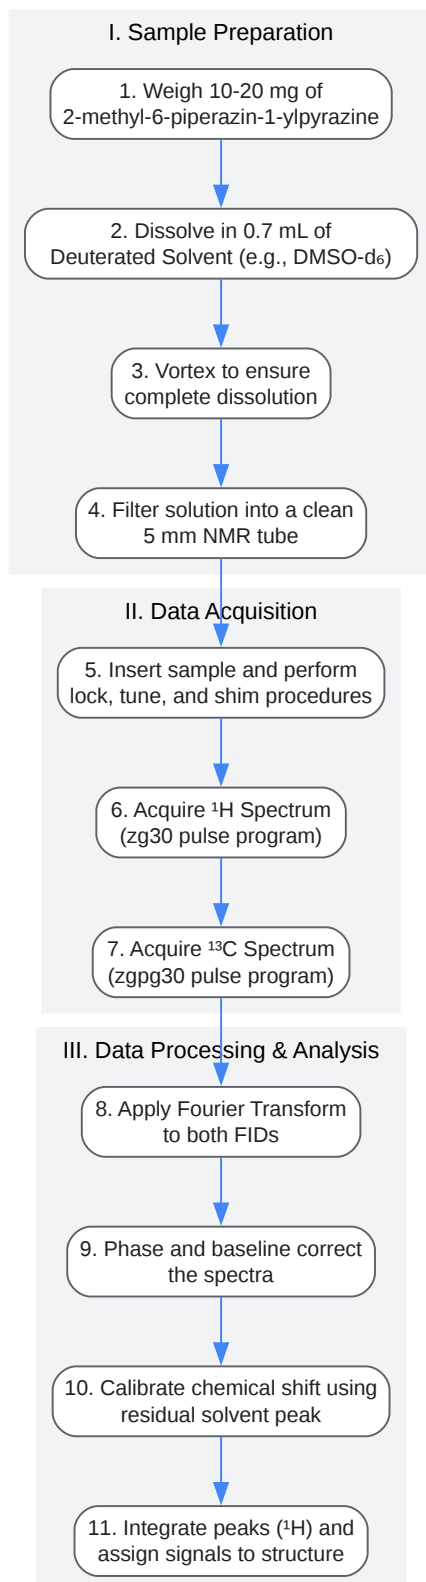 I. Sample Preparation
1. Weigh 10-20 mg of
2-methyl-6-piperazin-1-ylpyrazine
2. Dissolve in 0.7 mL of
Deuterated Solvent (e.g., DMSO-d₆)
3. Vortex to ensure
complete dissolution
4. Filter solution into a clean
5 mm NMR tube
II. Data Acquisition
5. Insert sample and perform
lock, tune, and shim procedures
6. Acquire ¹H Spectrum
(zg30 pulse program)
7. Acquire ¹³C Spectrum
(zgpg30 pulse program)
III. Data Processing & Analysis
8. Apply Fourier Transform
to both FIDs
9. Phase and baseline correct
the spectra
10. Calibrate chemical shift using
residual solvent peak
11. Integrate peaks (¹H) and
assign signals to structure